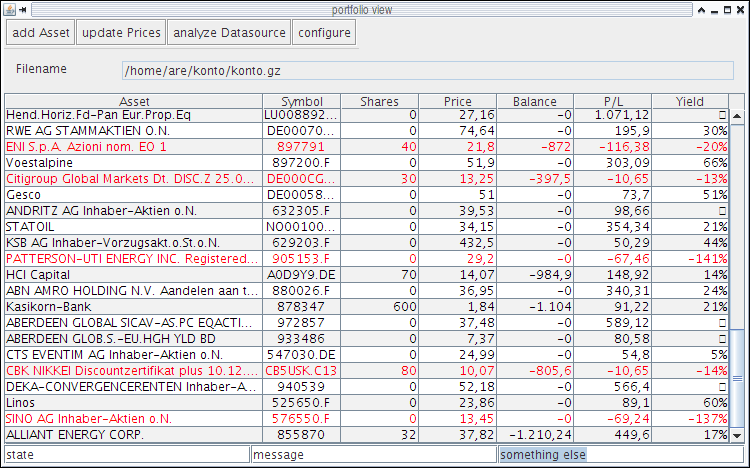 portfolio view
add Asset update Prices analyze Datasource configure
Filename /home/are/konto/konto.gz
Asset Symbol Shares Price Balance P/L Yield
Hend.Horiz.Fd-Pan Eur.Prop.Eq LU008892... 0 27,16 -0 1.071,12 □
RWE AG STAMMAKTIEN O.N. DE00070... 0 74,64 -0 195,9 30%
ENI S.p.A. Azioni nom. EO 1 897791 40 21,8 -872 -116,38 -20%
Voestalpine 897200.F 0 51,9 -0 303,09 66%
Citigroup Global Markets Dt. DISC.Z 25.0... DE000CG... 30 13,25 -397,5 -10,65 -13%
Gesco DE00058... 0 51 -0 73,7 51%
ANDRITZ AG Inhaber-Aktien o.N. 632305.F 0 39,53 -0 98,66 □
STATOIL NO000100... 0 34,15 -0 354,34 21%
KSB AG Inhaber-Vorzugsakt.o.St.o.N. 629203.F 0 432,5 -0 50,29 44%
PATTERSON-UTI ENERGY INC. Registered... 905153.F 0 29,2 -0 -67,46 -141%
HCI Capital A0D9Y9.DE 70 14,07 -984,9 148,92 14%
ABN AMRO HOLDING N.V. Aandelen aan t... 880026.F 0 36,95 -0 340,31 24%
Kasikorn-Bank 878347 600 1,84 -1.104 91,22 21%
ABERDEEN GLOBAL SICAV-AS.PC EQACTI... 972857 0 37,48 -0 589,12 □
ABERDEEN GLOB.S.-EU.HGH YLD BD 933486 0 7,37 -0 80,58 □
CTS EVENTIM AG Inhaber-Aktien o.N. 547030.DE 0 24,99 -0 54,8 5%
CBK NIKKEI Discountzertifikat plus 10.12.... CB5USK.C13 80 10,07 -805,6 -10,65 -14%
DEKA-CONVERGENCERENTEN Inhaber-A... 940539 0 52,18 -0 566,4 □
Linos 525650.F 0 23,86 -0 89,1 60%
SINO AG Inhaber-Aktien o.N. 576550.F 0 13,45 -0 -69,24 -137%
ALLIANT ENERGY CORP. 855870 32 37,82 -1.210,24 449,6 17%
state message something else